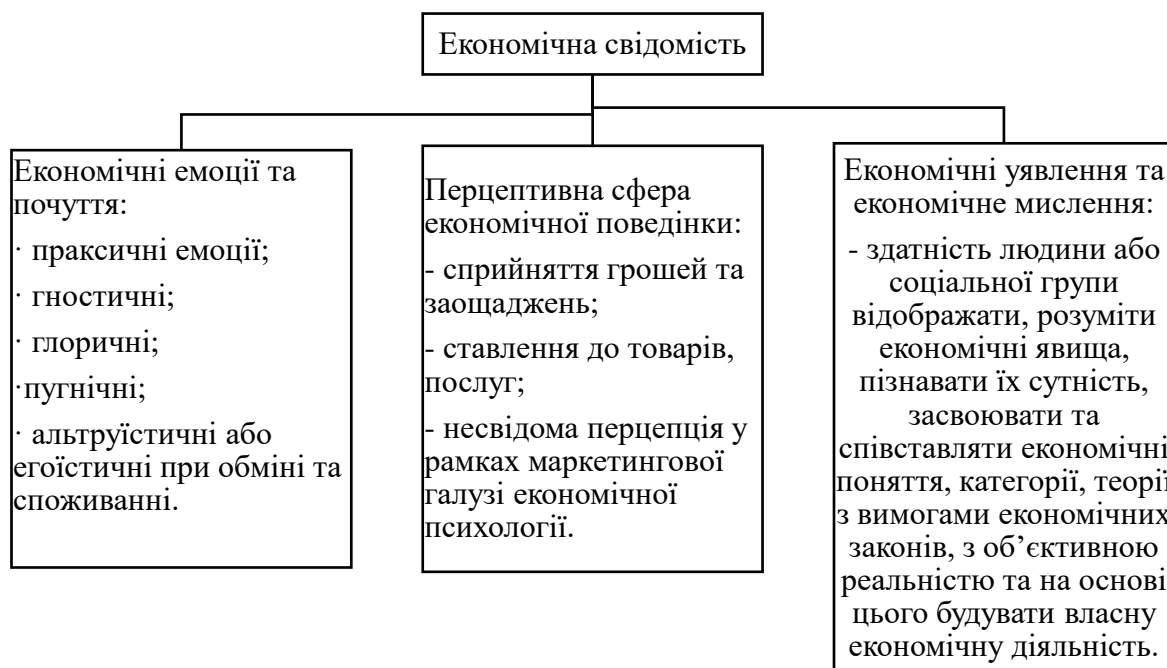 Економічна свідомість
Економічні емоції та
почуття:
· праксичні емоції;
· гностичні;
· глоричні;
·пугнічні;
· альтруїстичні або
егоїстичні при обміні та
споживанні.
Перцептивна сфера
економічної поведінки:
- сприйняття грошей та
заощаджень;
- ставлення до товарів,
послуг;
- несвідома перцепція у
рамках маркетингової
галузі економічної
психології.
Економічні уявлення та
економічне мислення:
- здатність людини або
соціальної групи
відображати, розуміти
економічні явища,
пізнавати їх сутність,
засвоювати та
співставляти економічні
поняття, категорії, теорії
з вимогами економічних
законів, з об’єктивною
реальністю та на основі
цього будувати власну
економічну діяльність.